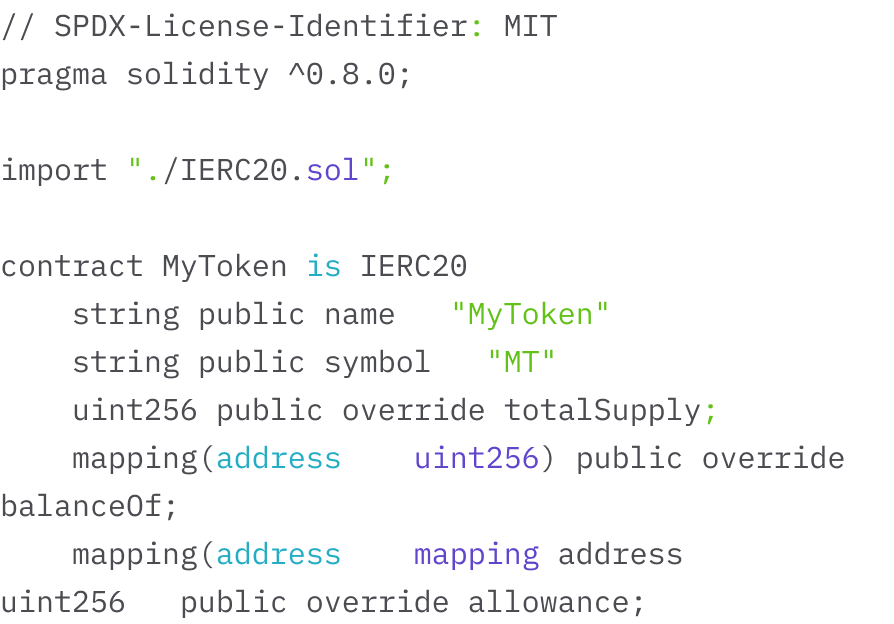 // SPDX-License-Identifier: MIT
pragma solidity ^0.8.0;
import "./IERC20.sol";
contract MyToken is IERC20
string public name "MyToken"
string public symbol "MT"
uint256 public override totalSupply;
mapping(address uint256) public override
balanceOf;
mapping(address mapping address
uint256 public override allowance;